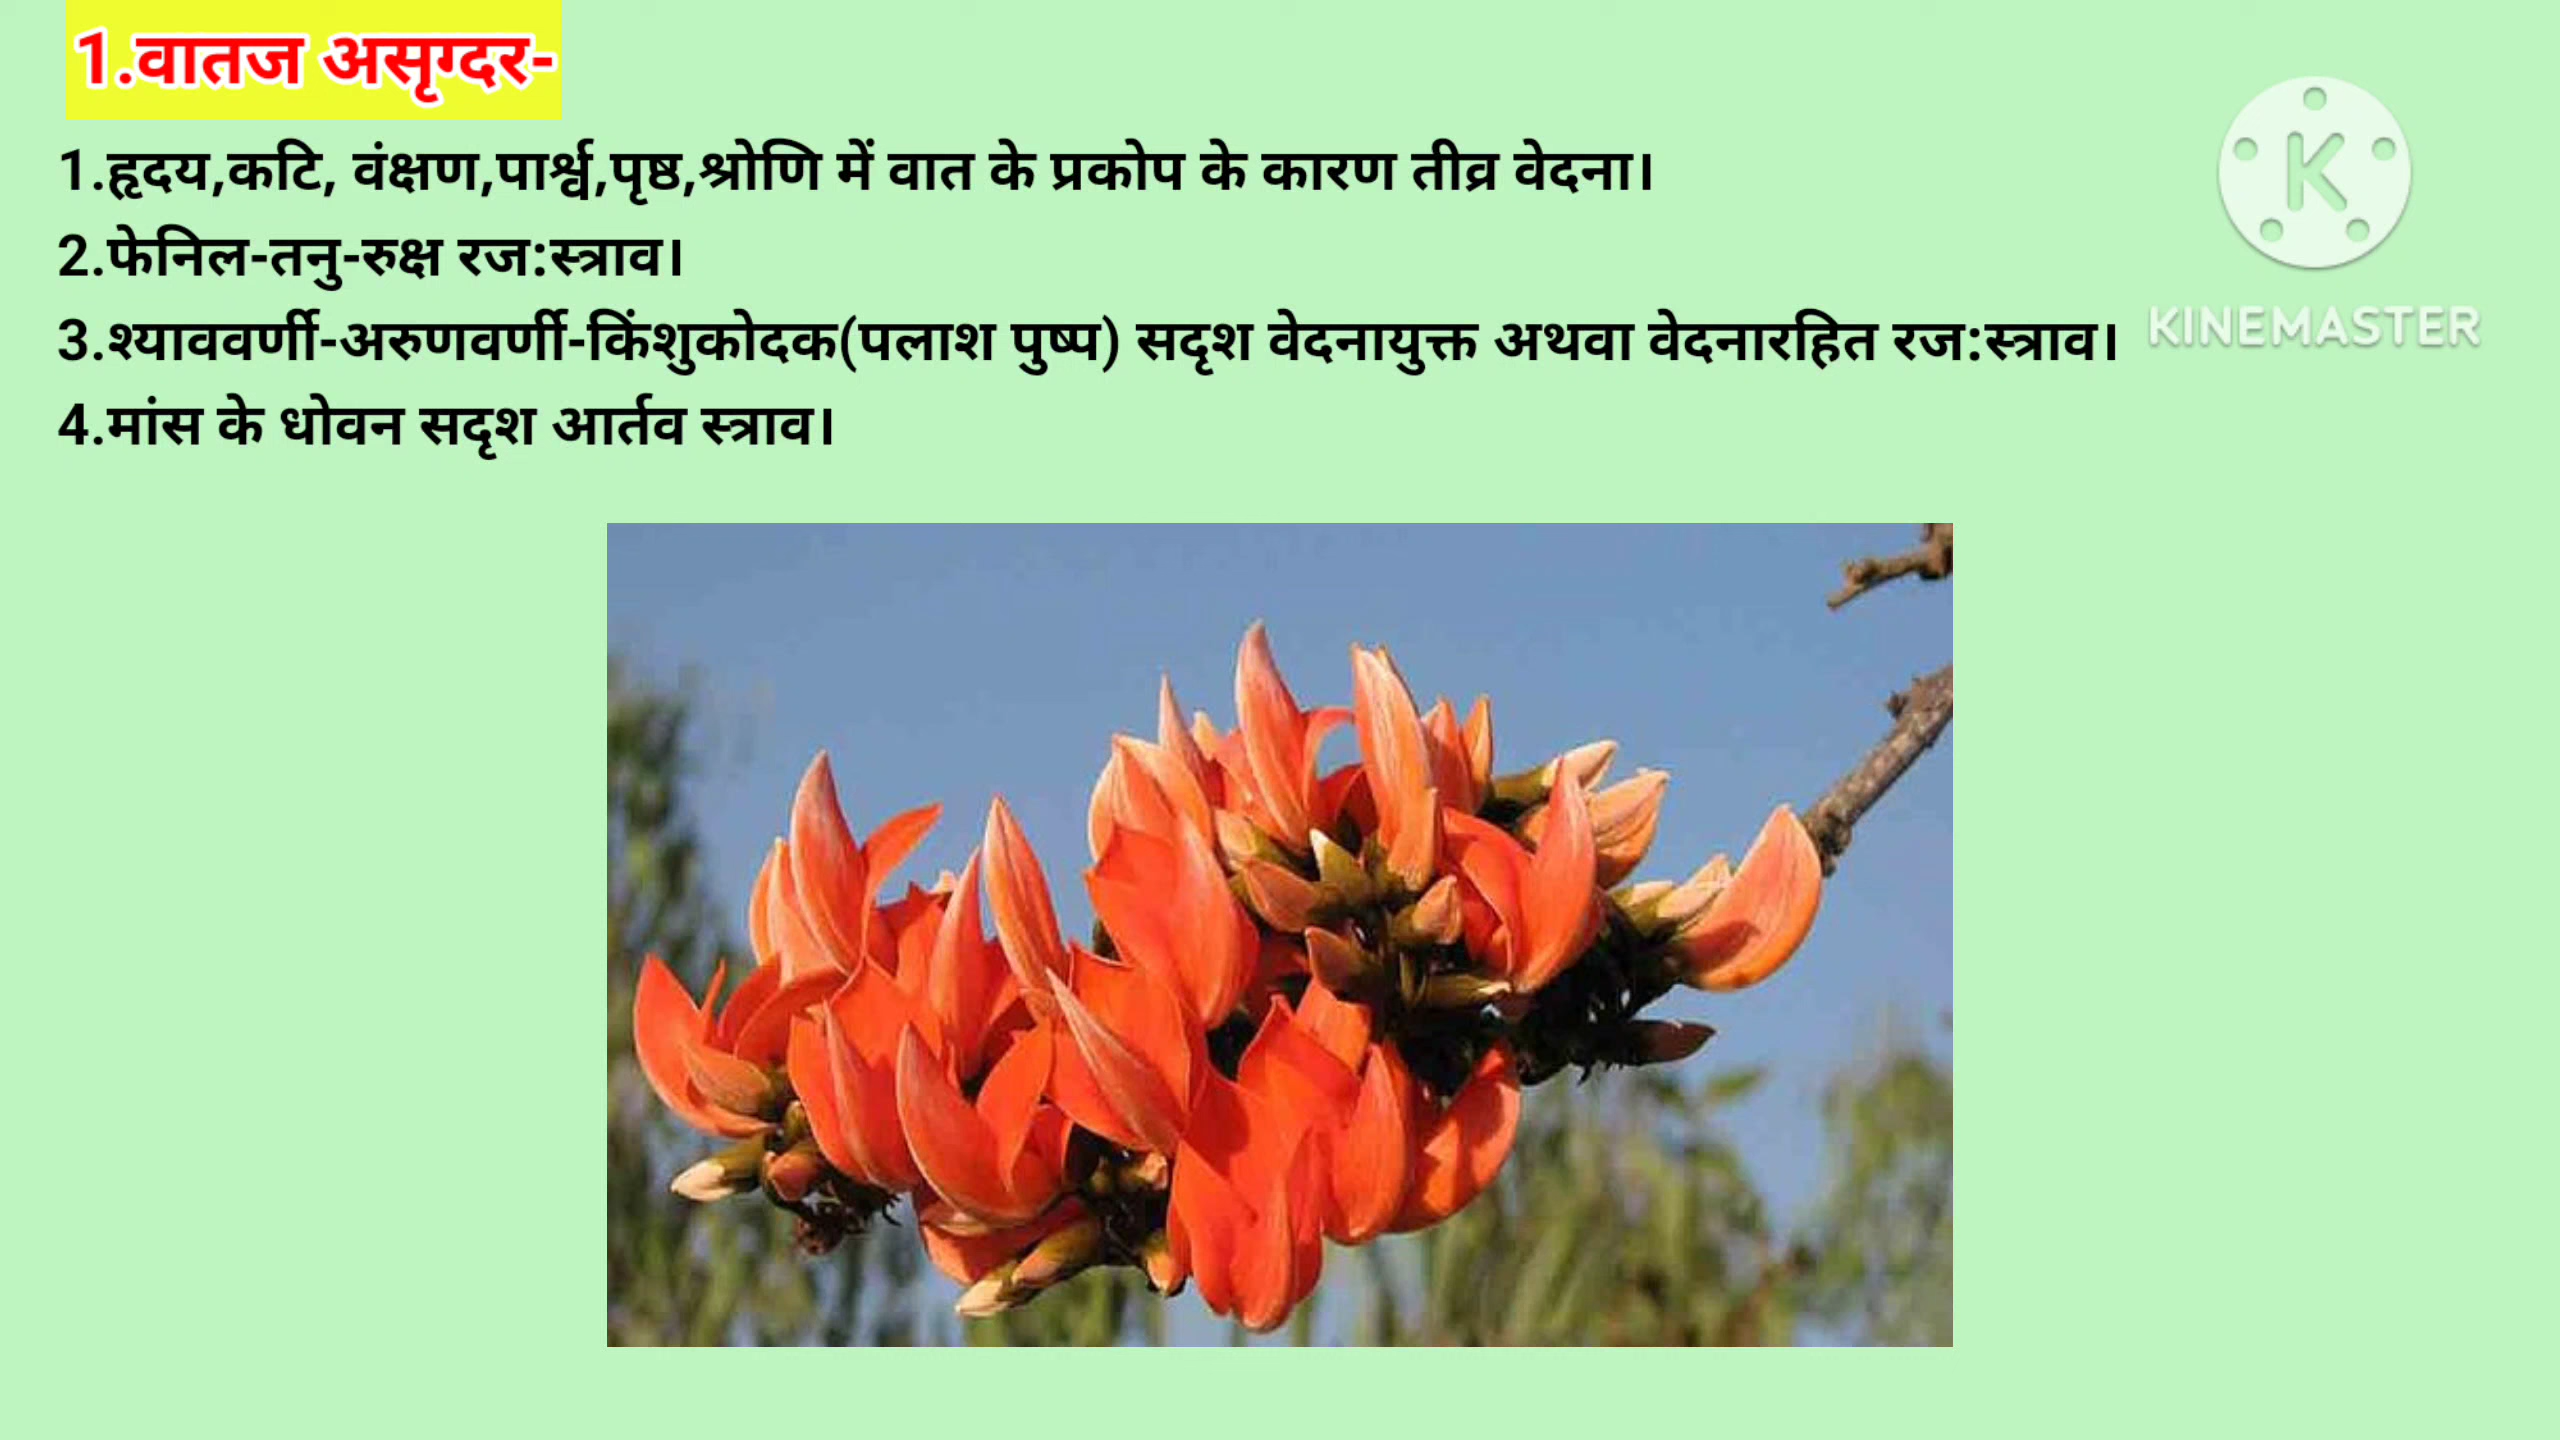 1.वातज असृग्दर-
1.हृदय,कटि, वंक्षण,पार्श्व,पृष्ठ,श्रोणि में वात के प्रकोप के कारण तीव्र वेदना।
2.फेनिल-तनु-रुक्ष रज:स्त्राव।
3.श्याववर्णी-अरुणवर्णी-किंशुकोदक(पलाश पुष्प) सदृश वेदनायुक्त अथवा वेदनारहित रज:स्त्राव।
4.मांस के धोवन सदृश आर्तव स्त्राव।
K
KINEMASTER